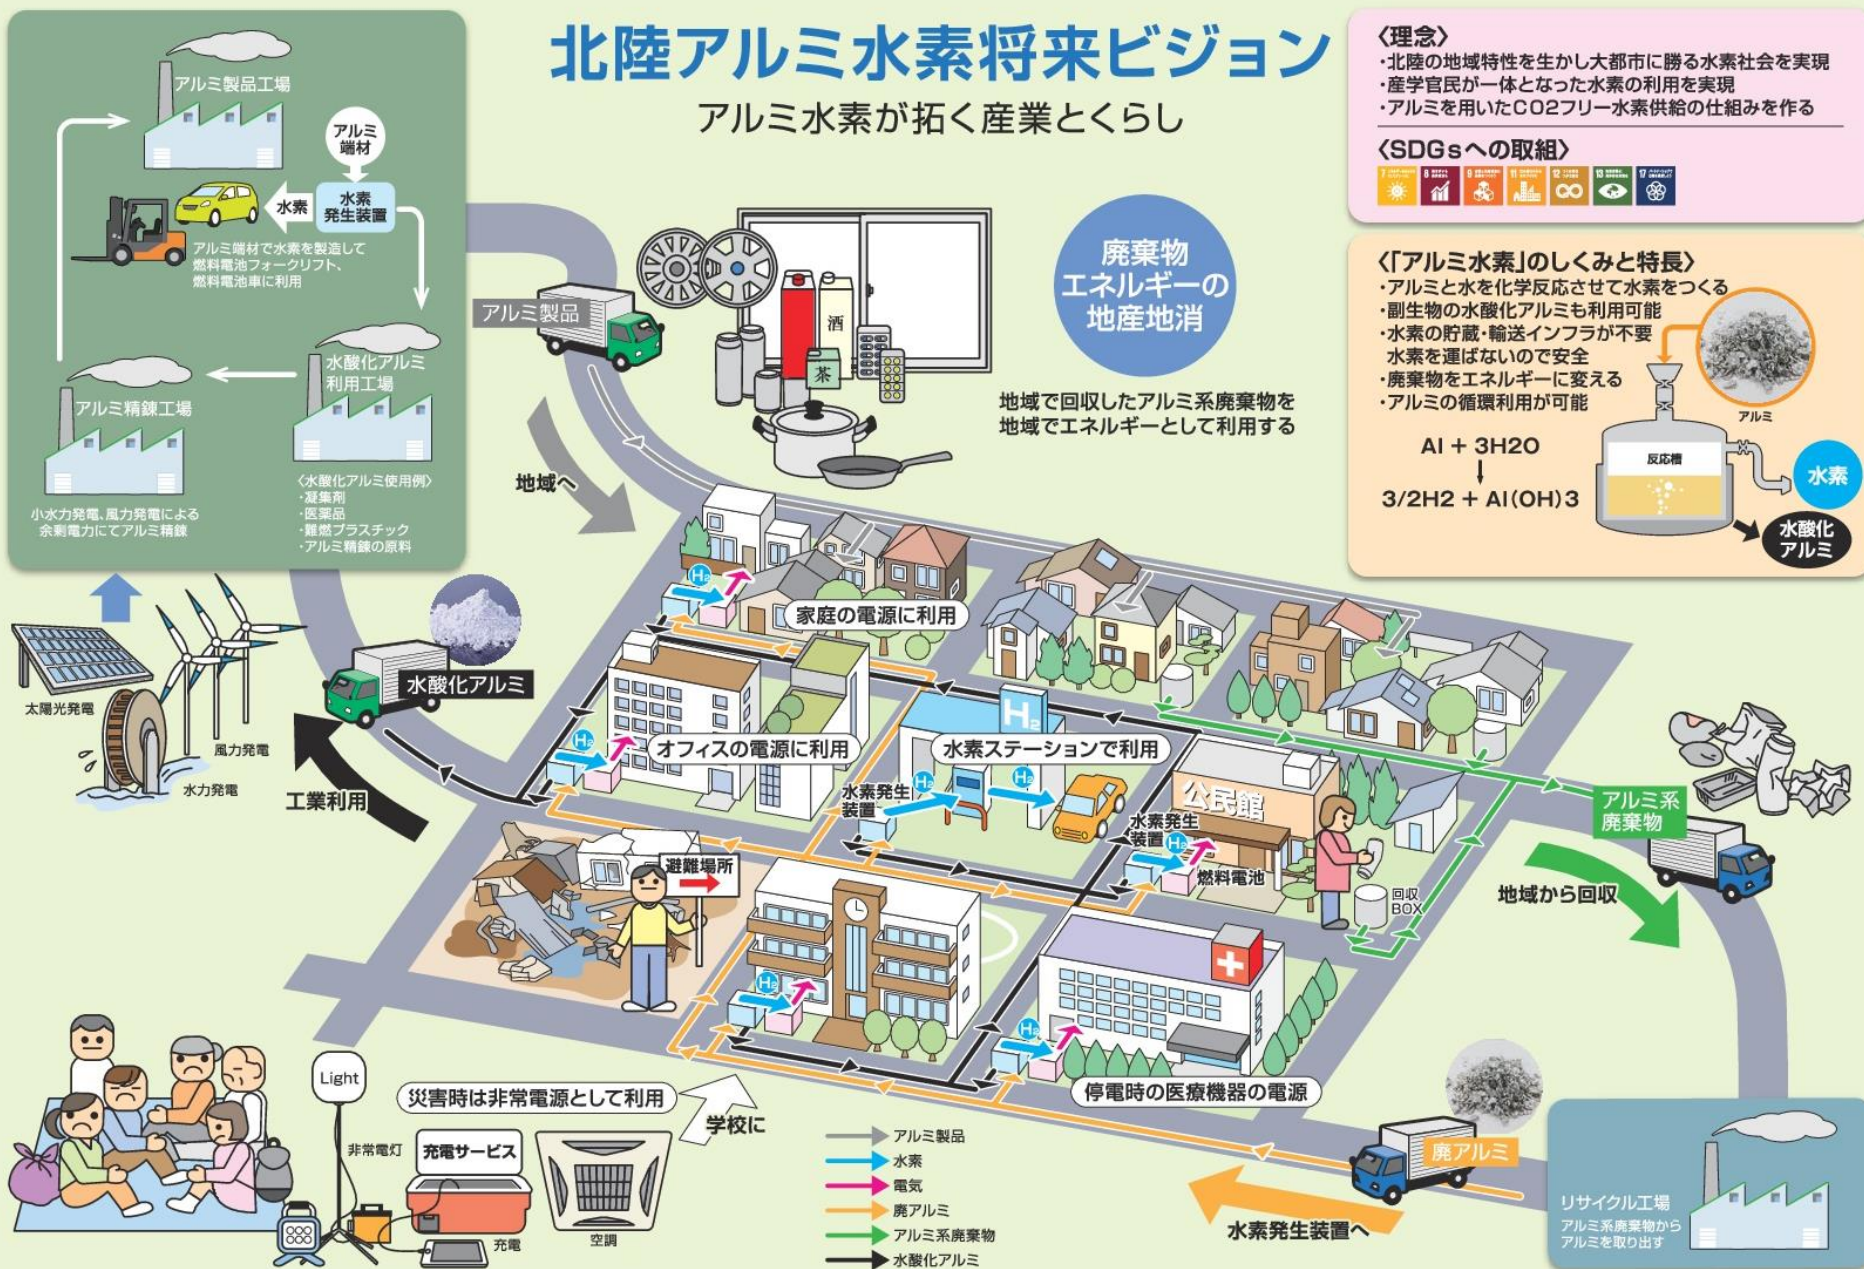 北陸アルミ水素将来ビジョン
アルミ水素が拓く産業とくらし
アルミ製品工場
アルミ
端材
水素
水素
発生装置
アルミ端材で水素を製造して
燃料電池フォークリフト、
燃料電池車に利用
水酸化アルミ
利用工場
アルミ精錬工場
小水力発電、風力発電による
余剰電力にてアルミ精錬
〈水酸化アルミ使用例〉
・凝集剤
・医薬品
・難燃プラスチック
・アルミ精錬の原料
〈理念〉
・北陸の地域特性を生かし大都市に勝る水素社会を実現
・産学官民が一体となった水素の利用を実現
・アルミを用いたCO2フリー水素供給の仕組みを作る
〈SDGsへの取組〉
7
8
9
11
12
13
17
〈「アルミ水素」のしくみと特長〉
・アルミと水を化学反応させて水素をつくる
・副生物の水酸化アルミも利用可能
・水素の貯蔵・輸送インフラが不要
水素を運ばないので安全
・廃棄物をエネルギーに変える
・アルミの循環利用が可能
Al + 3H2O
3/2H2 + Al(OH)3
アルミ
反応槽
水素
水酸化
アルミ
アルミ製品
酒
茶
廃棄物
エネルギーの
地産地消
地域で回収したアルミ系廃棄物を
地域でエネルギーとして利用する
地域へ
H2
家庭の電源に利用
太陽光発電
風力発電
水力発電
水酸化アルミ
工業利用
H2
オフィスの電源に利用
H2
水素ステーションで利用
水素発生
装置
H2
H2
公民館
水素発生
装置
H2
燃料電池
回収
BOX
アルミ系
廃棄物
地域から回収
避難場所
H2
H2
停電時の医療機器の電源
Light
災害時は非常電源として利用
学校に
非常電灯
充電サービス
充電
空調
アルミ製品
水素
電気
廃アルミ
アルミ系廃棄物
水酸化アルミ
廃アルミ
水素発生装置へ
リサイクル工場
アルミ系廃棄物から
アルミを取り出す